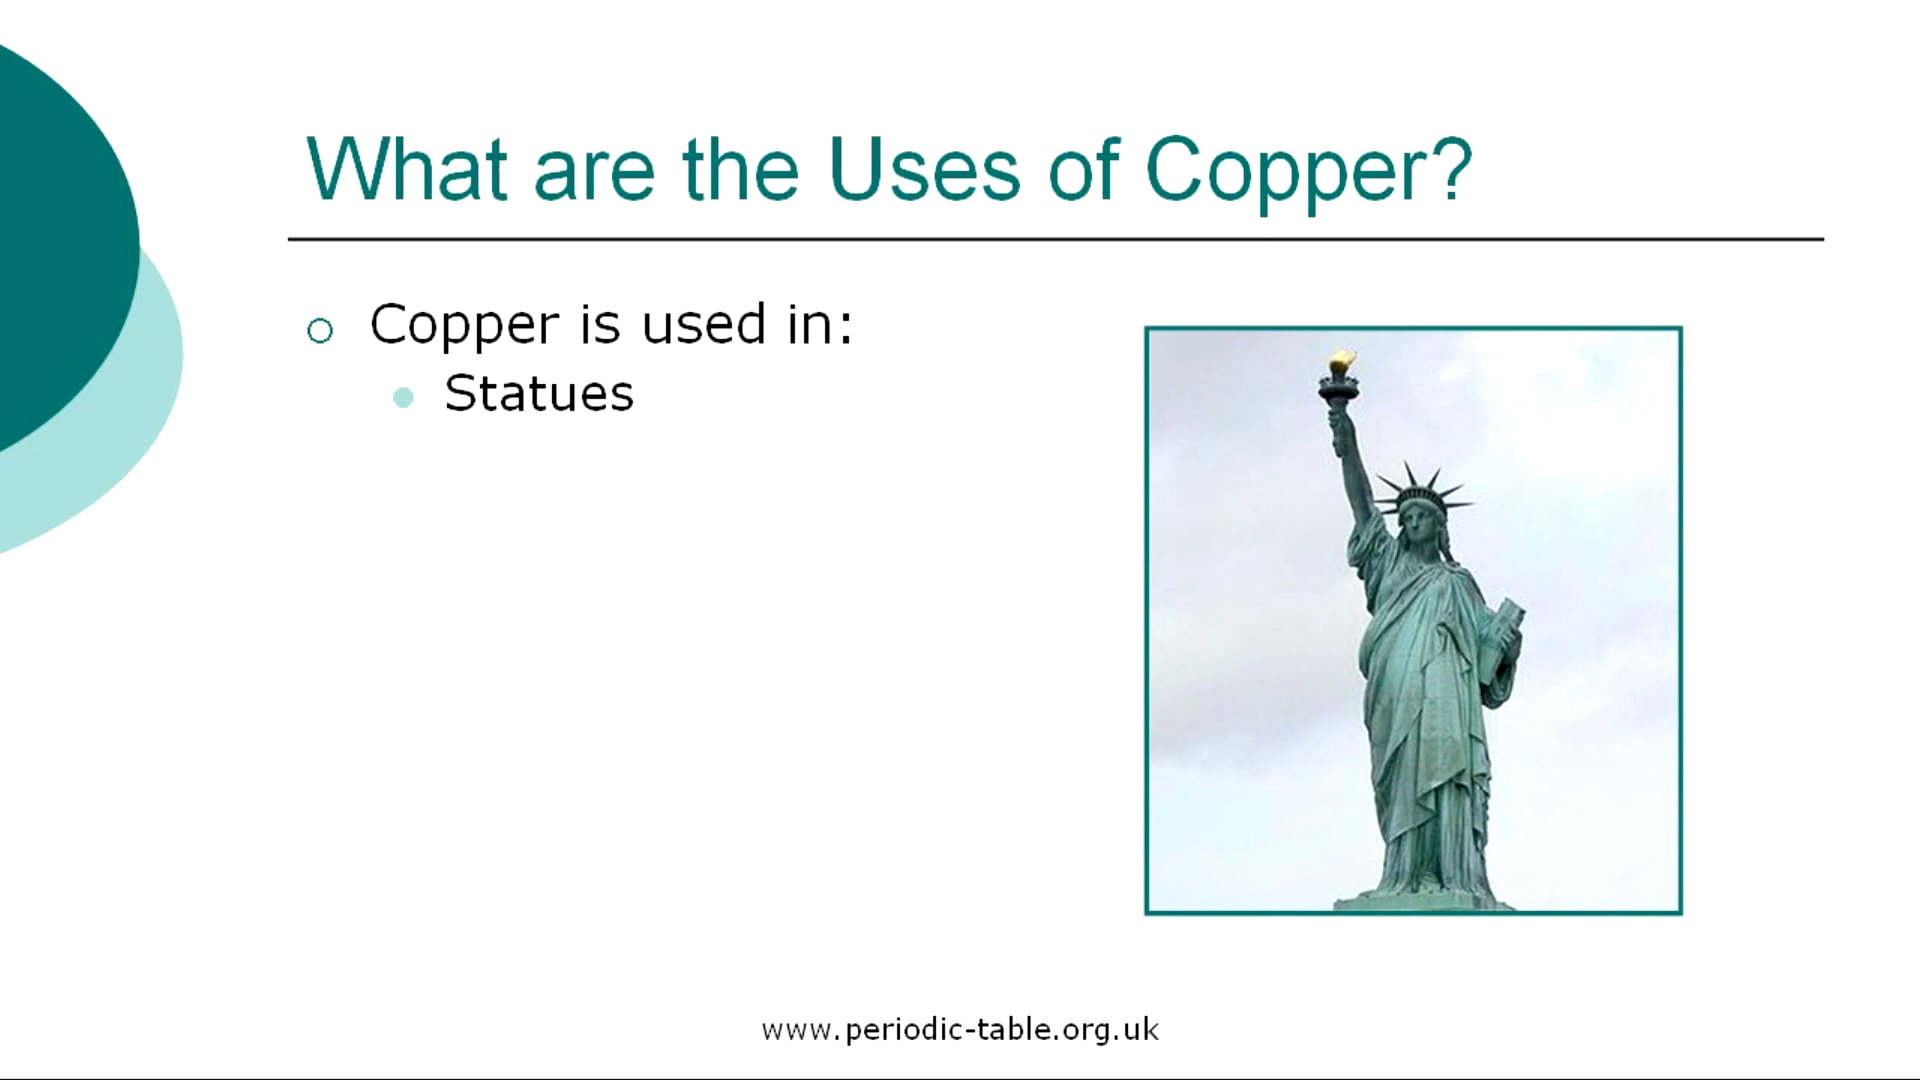 What are the Uses of Copper?
Copper is used in:
Statues
www.periodic-table.org.uk